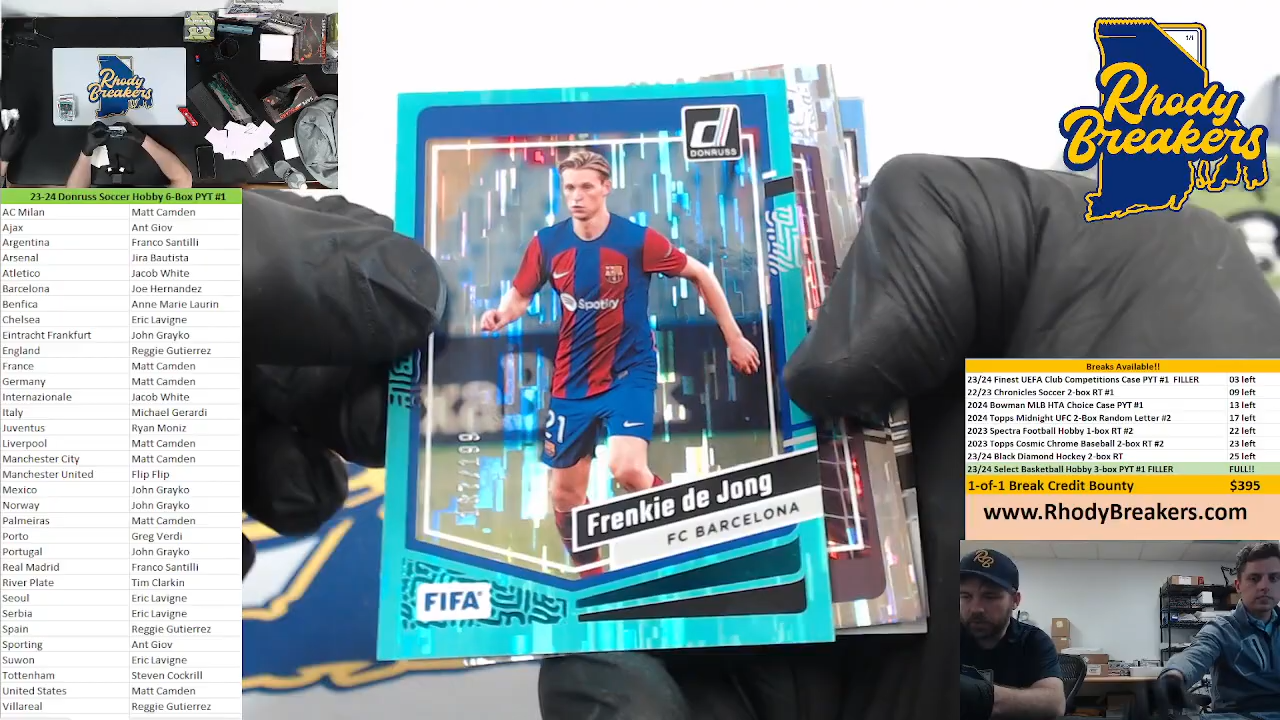 Rhody
Breakers
23-24 Donruss Soccer Hobby 6-Box PYT #1
AC Milan Matt Camden
Ajax Ant Giov
Argentina Franco Santilli
Arsenal Jira Bautista
Atletico Jacob White
Barcelona Joe Hernandez
Benfica Anne Marie Laurin
Chelsea Eric Lavigne
Eintracht Frankfurt John Grayko
England Reggie Gutierrez
France Matt Camden
Germany Matt Camden
Internazionale Jacob White
Italy Michael Gerardi
Juventus Ryan Moniz
Liverpool Matt Camden
Manchester City Matt Camden
Manchester United Flip Flip
Mexico John Grayko
Norway John Grayko
Palmeiras Matt Camden
Porto Greg Verdi
Portugal John Grayko
Real Madrid Franco Santilli
River Plate Tim Clarkin
Seoul Eric Lavigne
Serbia Eric Lavigne
Spain Reggie Gutierrez
Sporting Ant Giov
Suwon Eric Lavigne
Tottenham Steven Cockrill
United States Matt Camden
Villareal Reggie Gutierrez
d
DONRUSS
Spotify
21
Frenkie de Jong
FC BARCELONA
FIFA
1/1
Rhody
Breakers
Breaks Available!!
23/24 Finest UEFA Club Competitions Case PYT #1 FILLER 03 left
22/23 Chronicles Soccer 2-box RT #1 09 left
2024 Bowman MLB HTA Choice Case PYT #1 13 left
2024 Topps Midnight UFC 2-Box Random Letter #2 17 left
2023 Spectra Football Hobby 1-box RT #2 22 left
2023 Topps Cosmic Chrome Baseball 2-box RT #2 23 left
23/24 Black Diamond Hockey 2-box RT 25 left
23/24 Select Basketball Hobby 3-box PYT #1 FILLER FULL!!
1-of-1 Break Credit Bounty $395
www.RhodyBreakers.com
RB